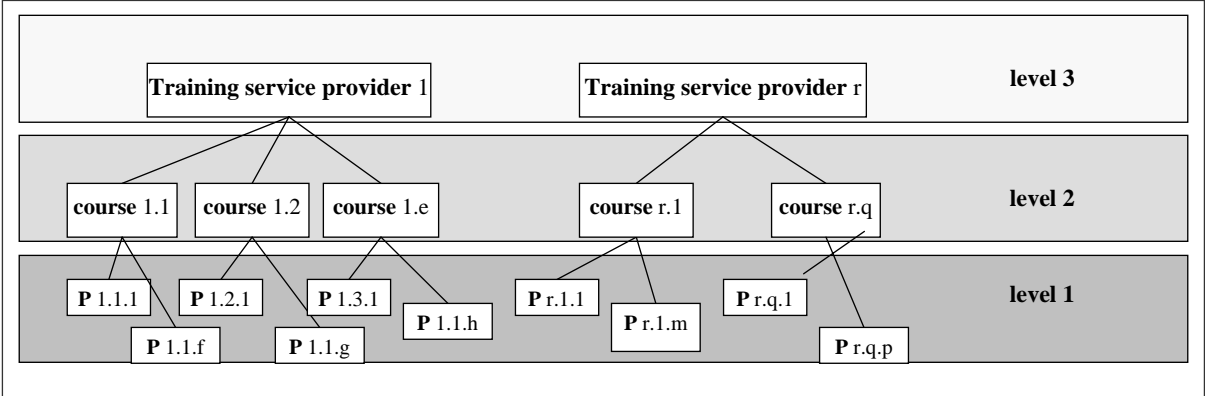 Training service provider 1
Training service provider r
level 3
course 1.1
course 1.2
course 1.e
course r.1
course r.q
level 2
P 1.1.1
P 1.2.1
P 1.3.1
P r.1.1
P r.q.1
level 1
P 1.1.h
P r.1.m
P 1.1.f
P 1.1.g
P r.q.p